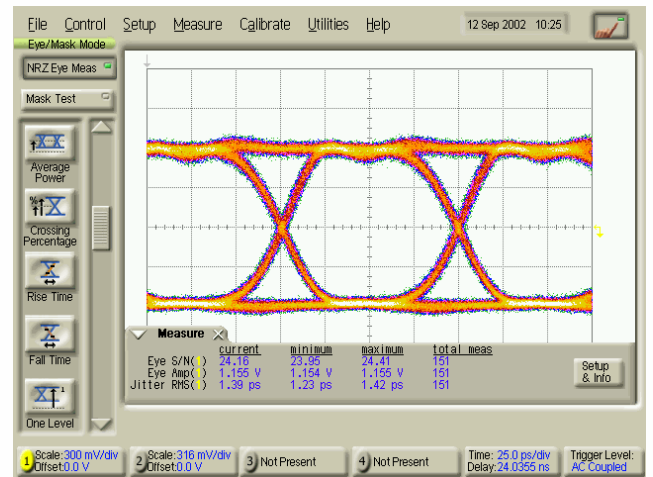 File Control Setup Measure Calibrate Utilities Help 12 Sep 2002 10:25
Eye/Mask Mode
NRZ Eye Meas
Mask Test
Average
Power
Crossing
Percentage
Rise Time
Fall Time
One Level
Measure
current minimum maximum total meas
Eye S/N(1) 24.16 23.95 24.41 151
Eye Amp(1) 1.155 V 1.154 V 1.155 V 151
Jitter RMS(1) 1.39 ps 1.23 ps 1.42 ps 151
Setup
& Info
1 Scale:300 mV/div
Offset:0.0 V
2 Scale:316 mV/div
Offset:0.0 V
3 Not Present
4 Not Present
Time: 25.0 ps/div
Delay:24.0355 ns
Trigger Level:
AC Coupled